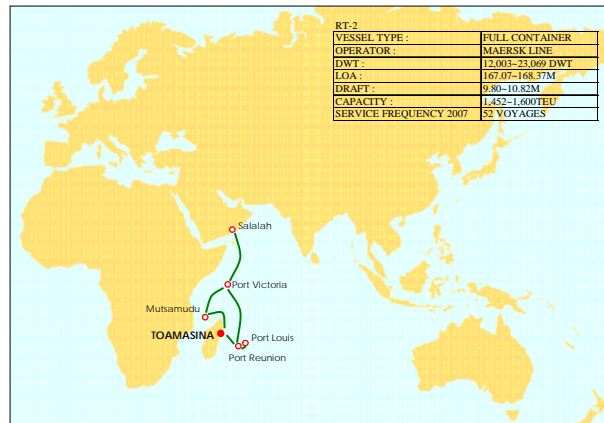 RT-2
VESSEL TYPE : FULL CONTAINER
OPERATOR : MAERSK LINE
DWT : 12,003~23,069 DWT
LOA : 167.07~168.37M
DRAFT : 9.80~10.82M
CAPACITY : 1,452~1,600TEU
SERVICE FREQUENCY 2007 52 VOYAGES
Salalah
Port Victoria
Mutsamudu
TOAMASINA
Port Louis
Port Reunion